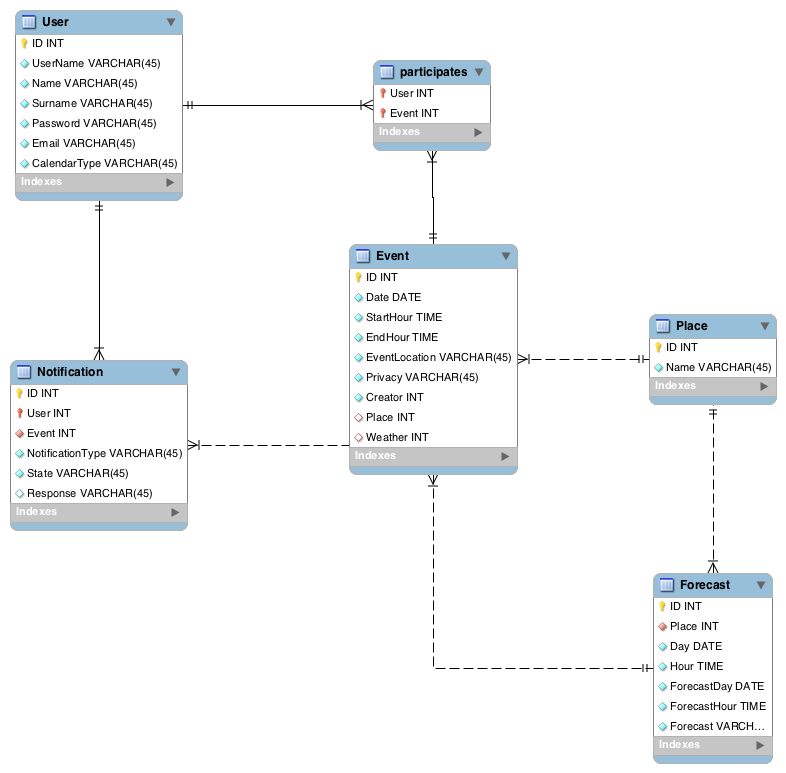 User
ID INT
UserName VARCHAR(45)
Name VARCHAR(45)
Surname VARCHAR(45)
Password VARCHAR(45)
Email VARCHAR(45)
CalendarType VARCHAR(45)
Indexes
participates
User INT
Event INT
Indexes
Event
ID INT
Date DATE
StartHour TIME
EndHour TIME
EventLocation VARCHAR(45)
Privacy VARCHAR(45)
Creator INT
Place INT
Weather INT
Indexes
Place
ID INT
Name VARCHAR(45)
Indexes
Notification
ID INT
User INT
Event INT
NotificationType VARCHAR(45)
State VARCHAR(45)
Response VARCHAR(45)
Indexes
Forecast
ID INT
Place INT
Day DATE
Hour TIME
ForecastDay DATE
ForecastHour TIME
Forecast VARCH...
Indexes